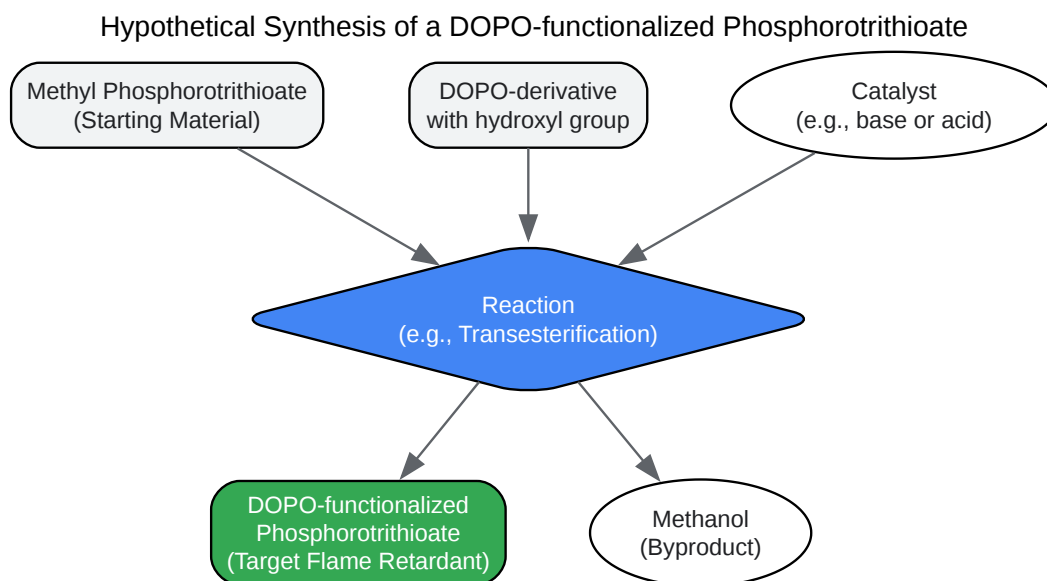 Hypothetical Synthesis of a DOPO-functionalized Phosphorotrithioate
Methyl Phosphorotrithioate
(Starting Material)
DOPO-derivative
with hydroxyl group
Catalyst
(e.g., base or acid)
Reaction
(e.g., Transesterification)
DOPO-functionalized
Phosphorotrithioate
(Target Flame Retardant)
Methanol
(Byproduct)